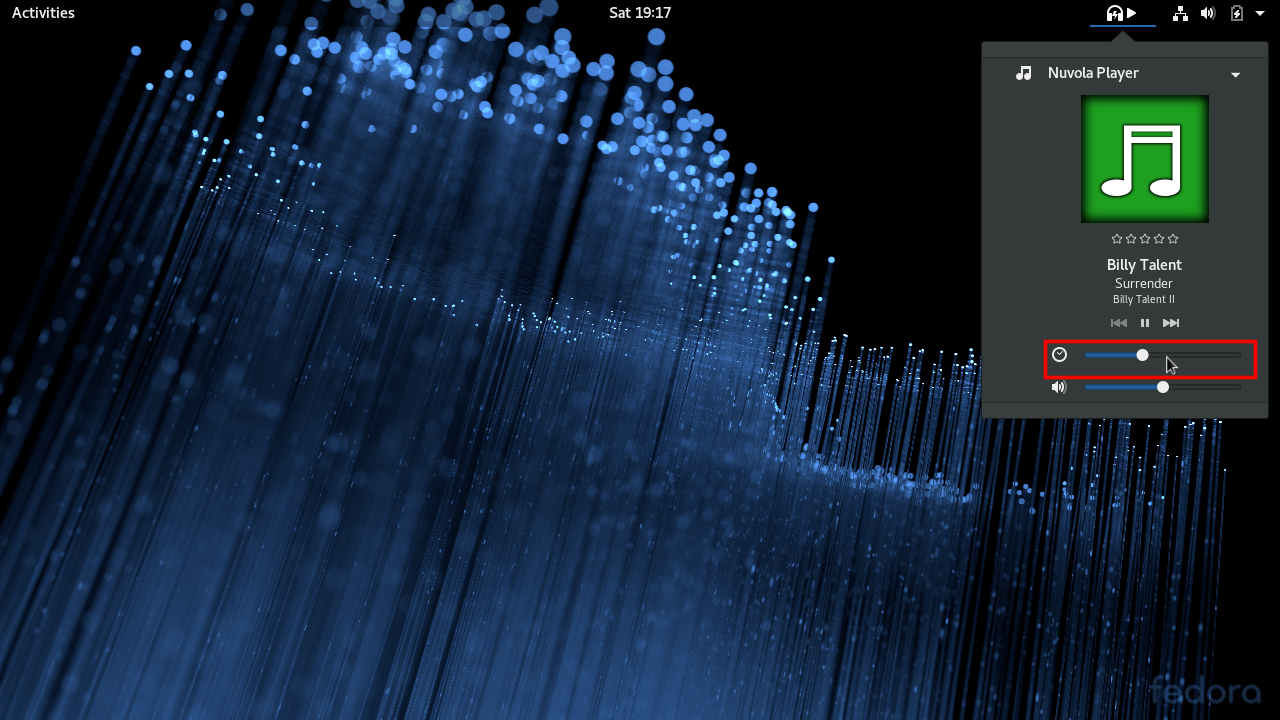 Activities
Sat 19:17
Nuvola Player
Billy Talent
Surrender
Billy Talent II
fedora